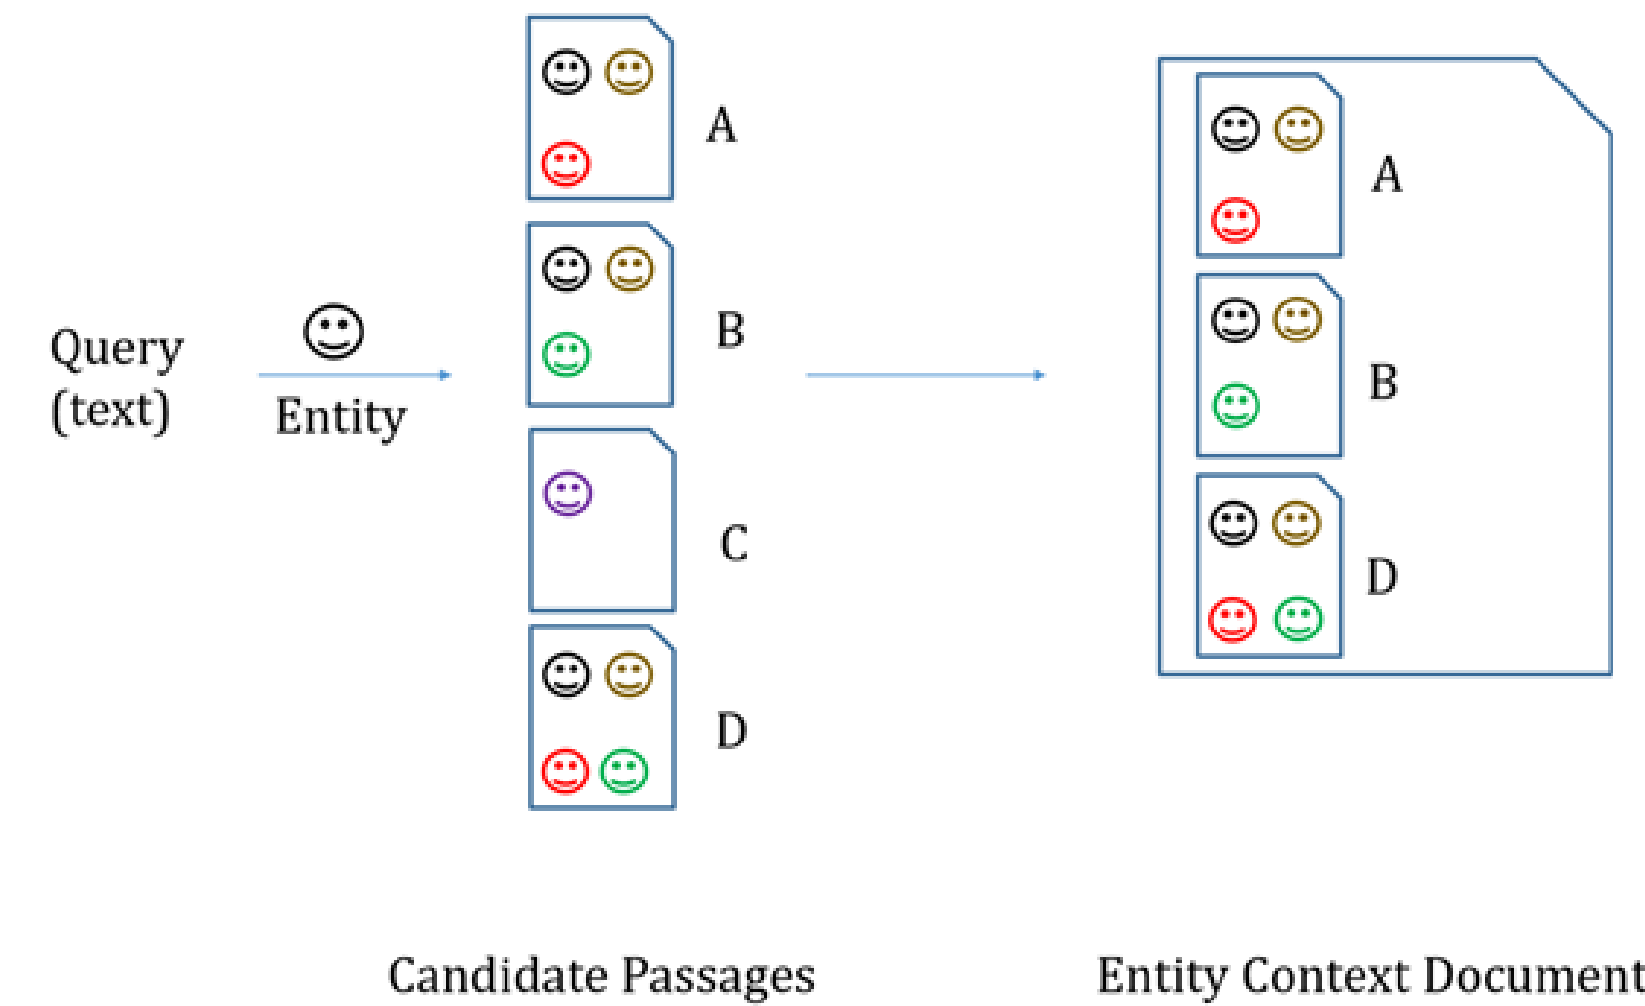 Query
(text)
Entity
A
B
C
D
A
B
D
Candidate Passages
Entity Context Document